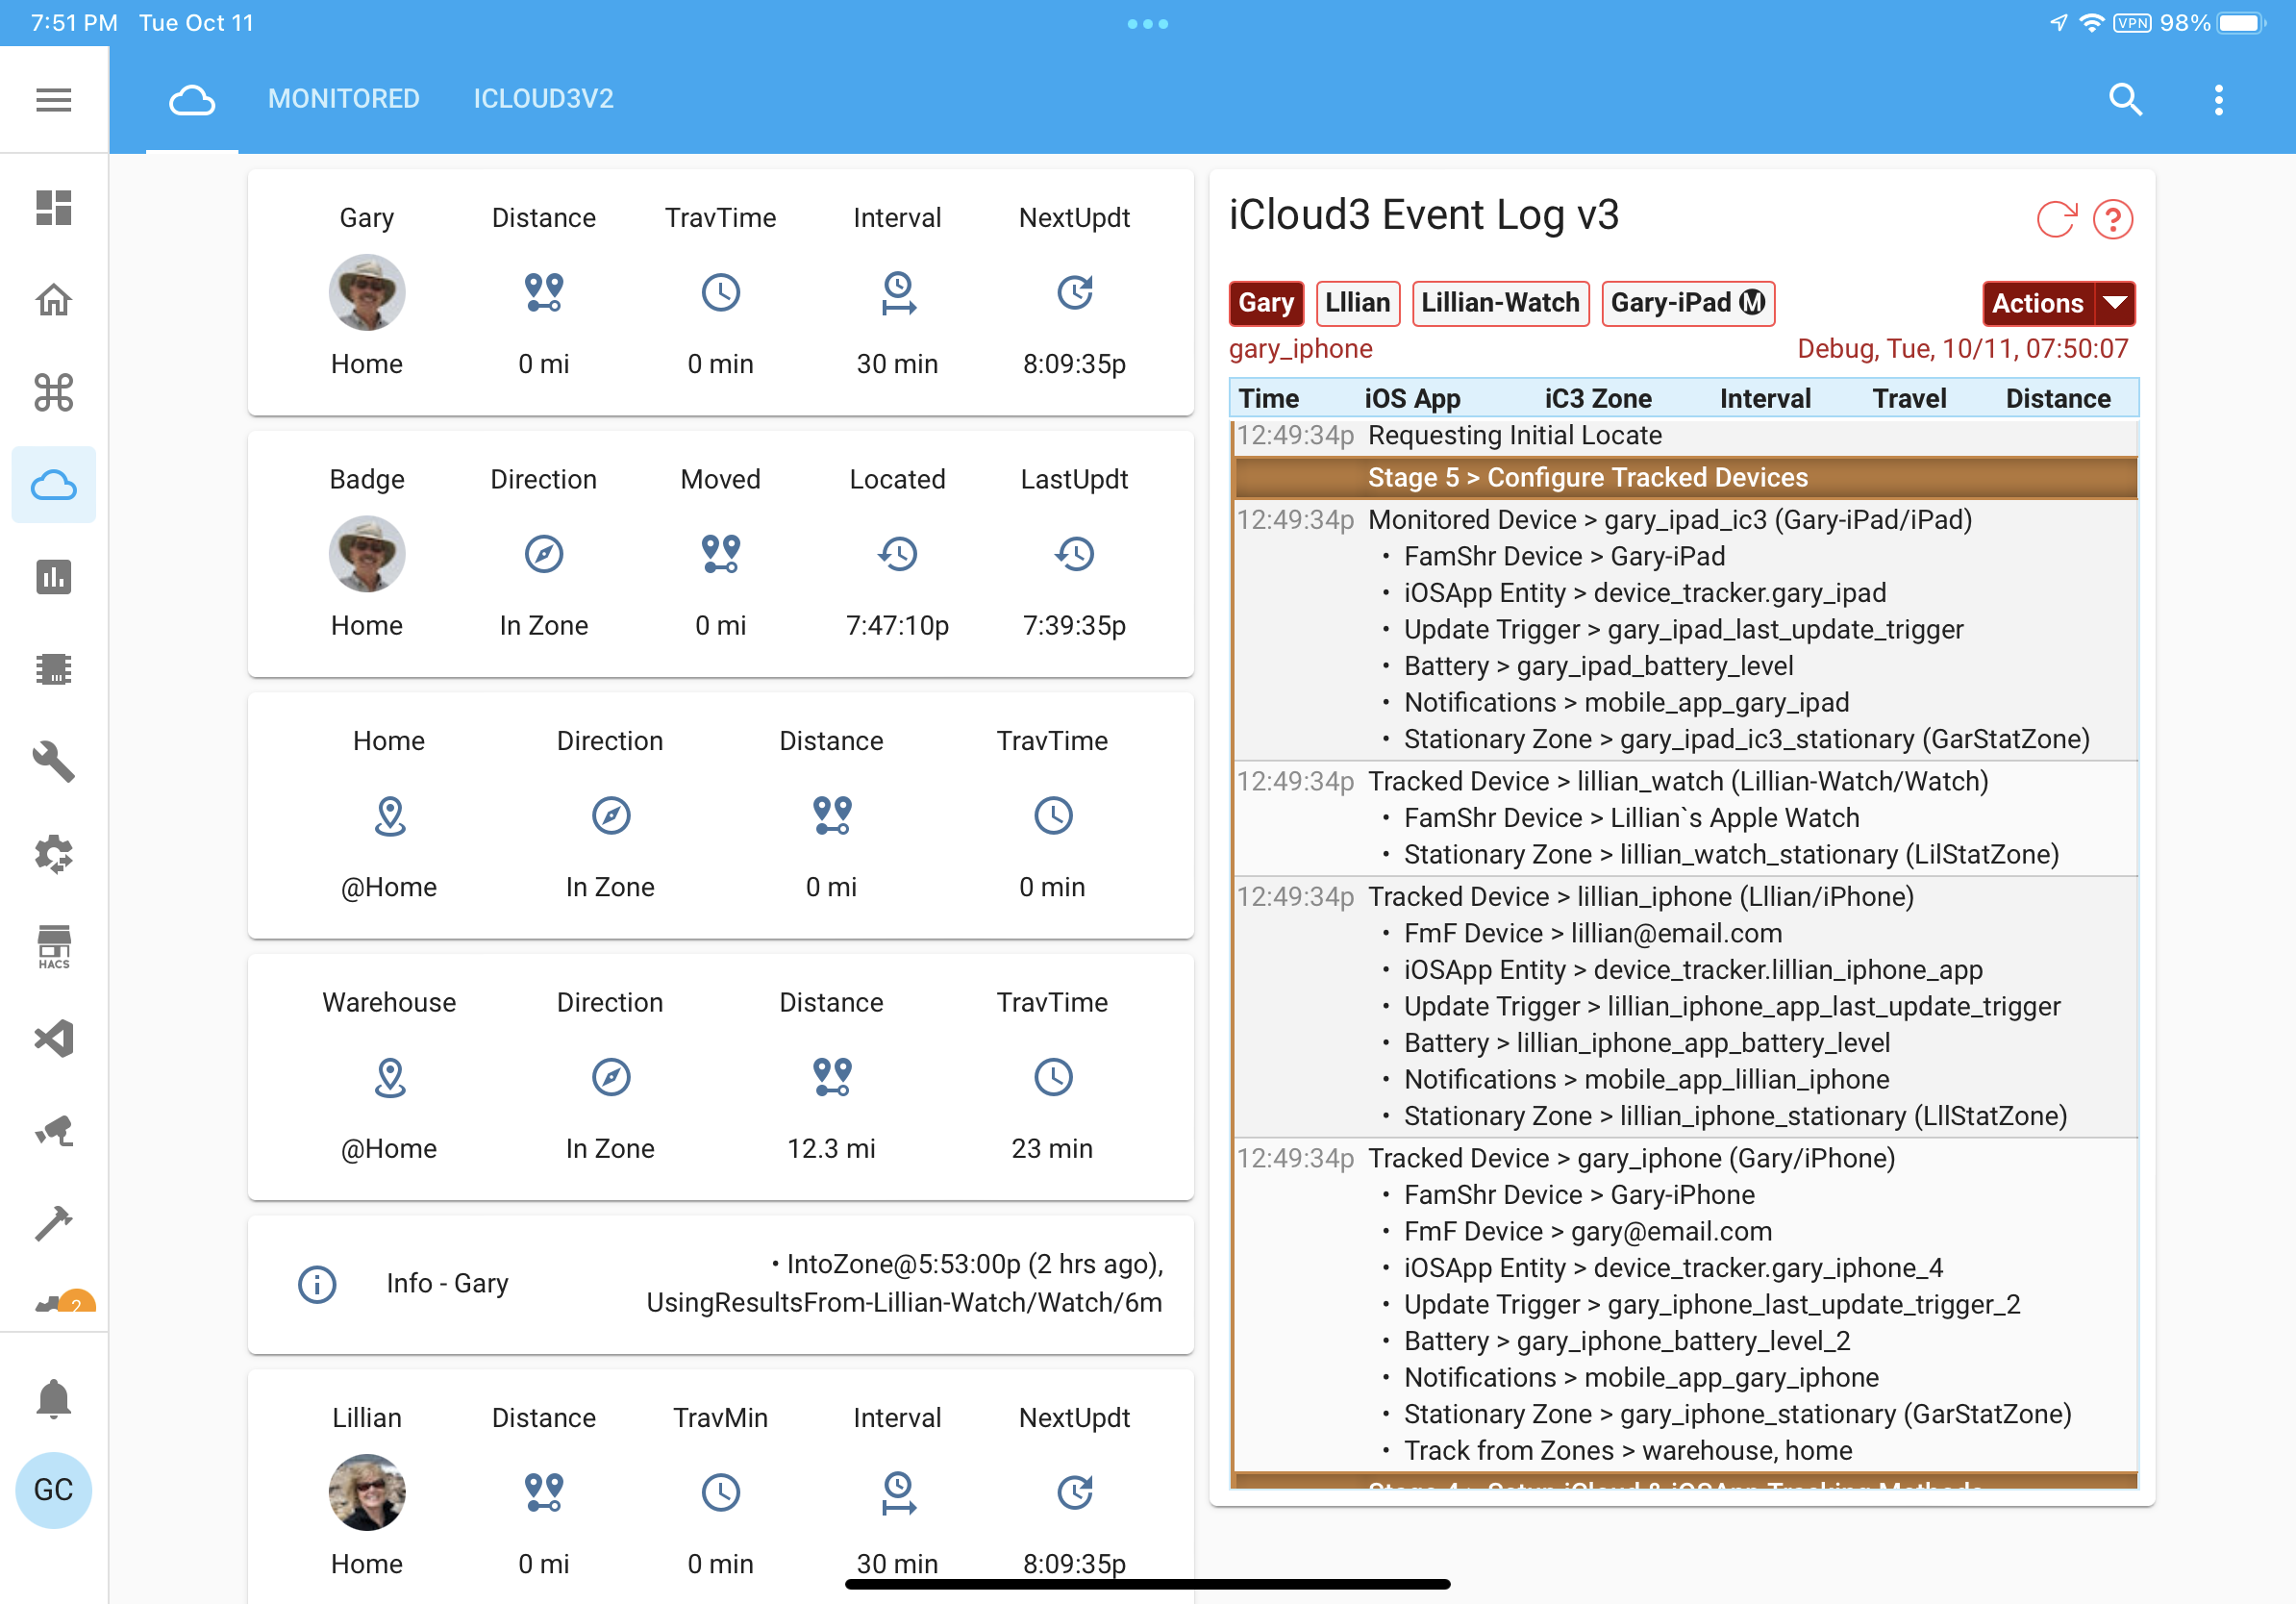 7:51 PM Tue Oct 11
VPN 98%
MONITORED ICLOUD3V2
Gary Distance TravTime Interval NextUpdt
Home 0 mi 0 min 30 min 8:09:35p
Badge Direction Moved Located LastUpdt
Home In Zone 0 mi 7:47:10p 7:39:35p
Home Direction Distance TravTime
@Home In Zone 0 mi 0 min
Warehouse Direction Distance TravTime
@Home In Zone 12.3 mi 23 min
Info - Gary
• IntoZone@5:53:00p (2 hrs ago),
UsingResultsFrom-Lillian-Watch/Watch/6m
Lillian Distance TravMin Interval NextUpdt
Home 0 mi 0 min 30 min 8:09:35p
HACS
2
GC
iCloud3 Event Log v3
?
Gary Lllian Lillian-Watch Gary-iPad M Actions
gary_iphone Debug, Tue, 10/11, 07:50:07
Time iOS App iC3 Zone Interval Travel Distance
12:49:34p Requesting Initial Locate
Stage 5 > Configure Tracked Devices
12:49:34p Monitored Device > gary_ipad_ic3 (Gary-iPad/iPad)
• FamShr Device > Gary-iPad
• iOSApp Entity > device_tracker.gary_ipad
• Update Trigger > gary_ipad_last_update_trigger
• Battery > gary_ipad_battery_level
• Notifications > mobile_app_gary_ipad
• Stationary Zone > gary_ipad_ic3_stationary (GarStatZone)
12:49:34p Tracked Device > lillian_watch (Lillian-Watch/Watch)
• FamShr Device > Lillian`s Apple Watch
• Stationary Zone > lillian_watch_stationary (LilStatZone)
12:49:34p Tracked Device > lillian_iphone (Lllian/iPhone)
• FmF Device > lillian@email.com
• iOSApp Entity > device_tracker.lillian_iphone_app
• Update Trigger > lillian_iphone_app_last_update_trigger
• Battery > lillian_iphone_app_battery_level
• Notifications > mobile_app_lillian_iphone
• Stationary Zone > lillian_iphone_stationary (LllStatZone)
12:49:34p Tracked Device > gary_iphone (Gary/iPhone)
• FamShr Device > Gary-iPhone
• FmF Device > gary@email.com
• iOSApp Entity > device_tracker.gary_iphone_4
• Update Trigger > gary_iphone_last_update_trigger_2
• Battery > gary_iphone_battery_level_2
• Notifications > mobile_app_gary_iphone
• Stationary Zone > gary_iphone_stationary (GarStatZone)
• Track from Zones > warehouse, home
Stage 4 > Setup iCloud & iOSApp Tracking Methods